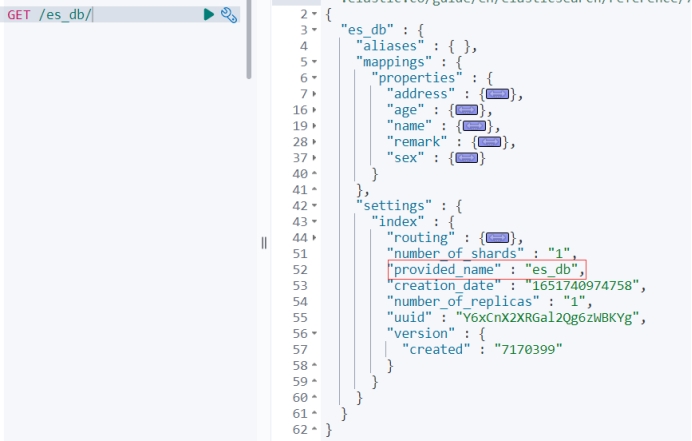 GET /es_db/
2 {
3 "es_db" : {
4 "aliases" : { },
5 "mappings" : {
6 "properties" : {
7 "address" : {},
16 "age" : {},
19 "name" : {},
28 "remark" : {},
37 "sex" : {}
40 }
41 },
42 "settings" : {
43 "index" : {
44 "routing" : {},
51 "number_of_shards" : "1",
52 "provided_name" : "es_db",
53 "creation_date" : "1651740974758",
54 "number_of_replicas" : "1",
55 "uuid" : "Y6xCnX2XRGal2Qg6zWBKYg",
56 "version" : {
57 "created" : "7170399"
58 }
59 }
60 }
61 }
62 }